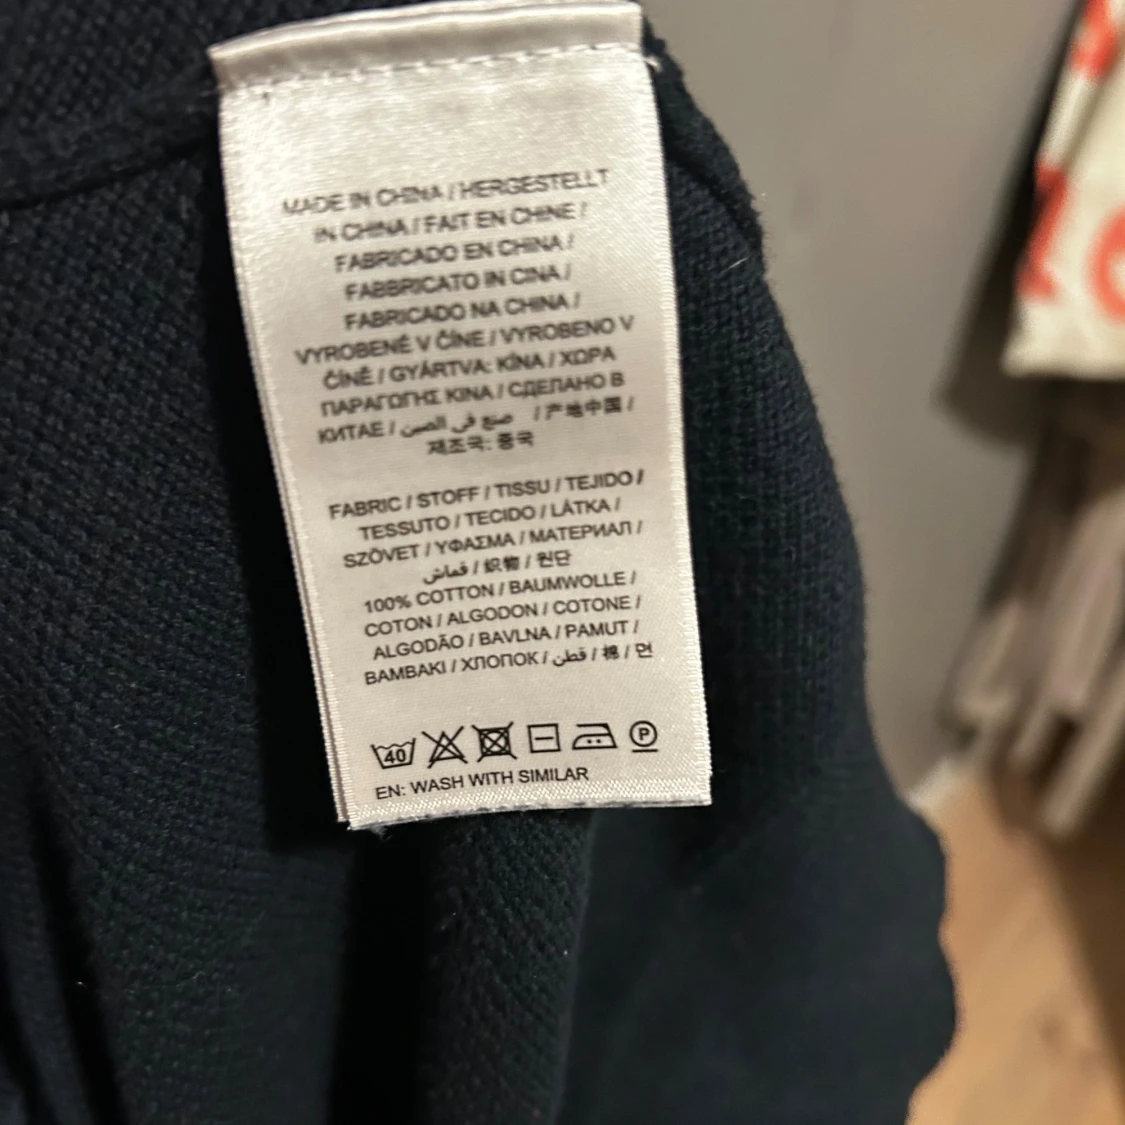 MADE IN CHINA / HERGESTELLT
IN CHINA / FAIT EN CHINE /
FABRICADO EN CHINA /
FABBRICATO IN CINA /
FABRICADO NA CHINA /
VYROBENÉ V ČÍNE / VYROBENO V
ČÍNĚ / GYÁRTVA: KÍNA / ΧΩΡΑ
ΠΑΡΑΓΩΓΗΣ ΚΙΝΑ / СДЕЛАНО В
КИТАЕ / صنع في الصين / 产地中国 /
제조국: 중국
FABRIC / STOFF / TISSU / TEJIDO /
TESSUTO / TECIDO / LÁTKA /
SZÖVET / ΥΦΑΣΜΑ / МАТЕРИАЛ /
قماش / 织物 / 원단
100% COTTON / BAUMWOLLE /
COTON / ALGODON / COTONE /
ALGODÃO / BAVLNA / PAMUT /
BAMBAKI / ХЛОПОК / قطن / 棉 / 면
40 P
EN: WASH WITH SIMILAR